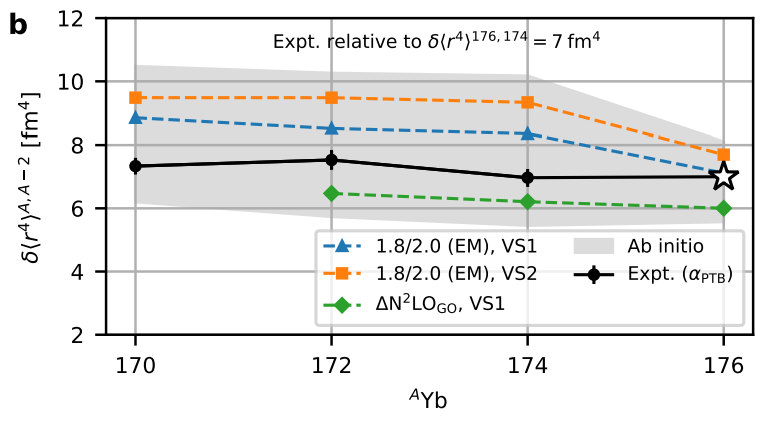 b
Expt. relative to δ⟨r⁴⟩¹⁷⁶,¹⁷⁴ = 7 fm⁴
δ⟨r⁴⟩ᴬ,ᴬ⁻² [fm⁴]
12
10
8
6
4
2
1.8/2.0 (EM), VS1
1.8/2.0 (EM), VS2
ΔN²LO_GO, VS1
Ab initio
Expt. (α_PTB)
170
172
174
176
ᴬYb